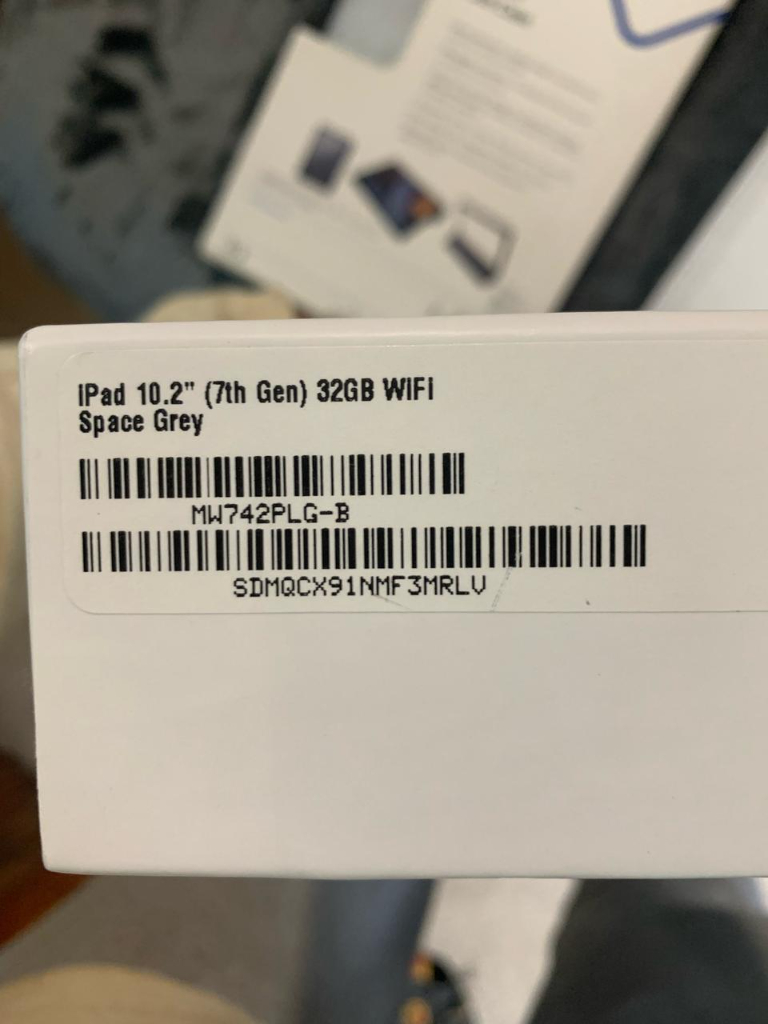 iPad 10.2" (7th Gen) 32GB WiFi
Space Grey
MW742PLG-B
SDMQCX91NMF3MRLV